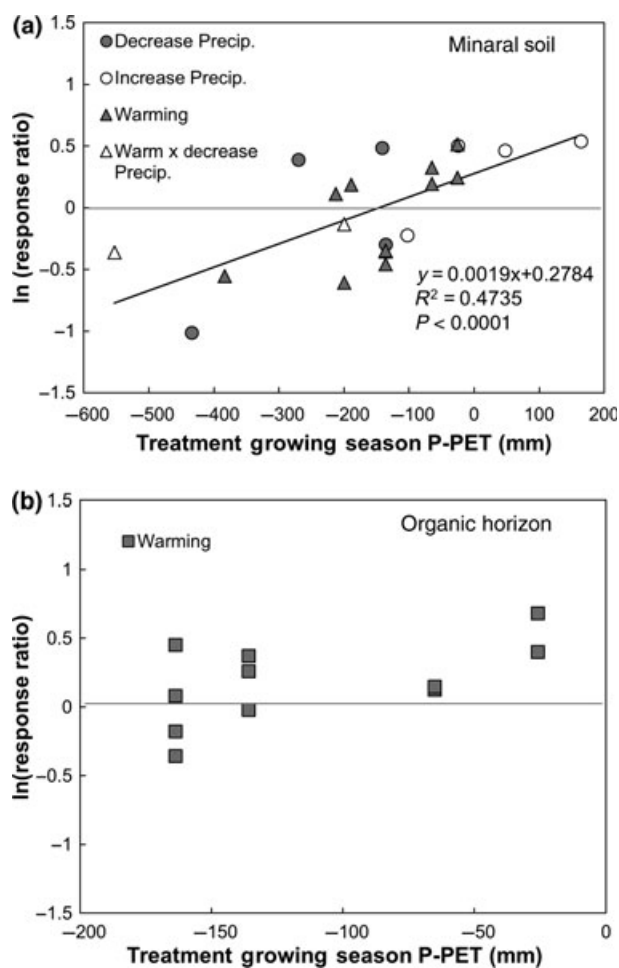 (a)
1.5
1
0.5
0
−0.5
−1
−1.5
ln (response ratio)
Decrease Precip.
Increase Precip.
Warming
Warm x decrease
Precip.
Minaral soil
y = 0.0019x+0.2784
R² = 0.4735
P < 0.0001
−600 −500 −400 −300 −200 −100 0 100 200
Treatment growing season P-PET (mm)
(b)
1.5
1
0.5
0
−0.5
−1
−1.5
ln(response ratio)
Warming
Organic horizon
−200 −150 −100 −50 0
Treatment growing season P-PET (mm)